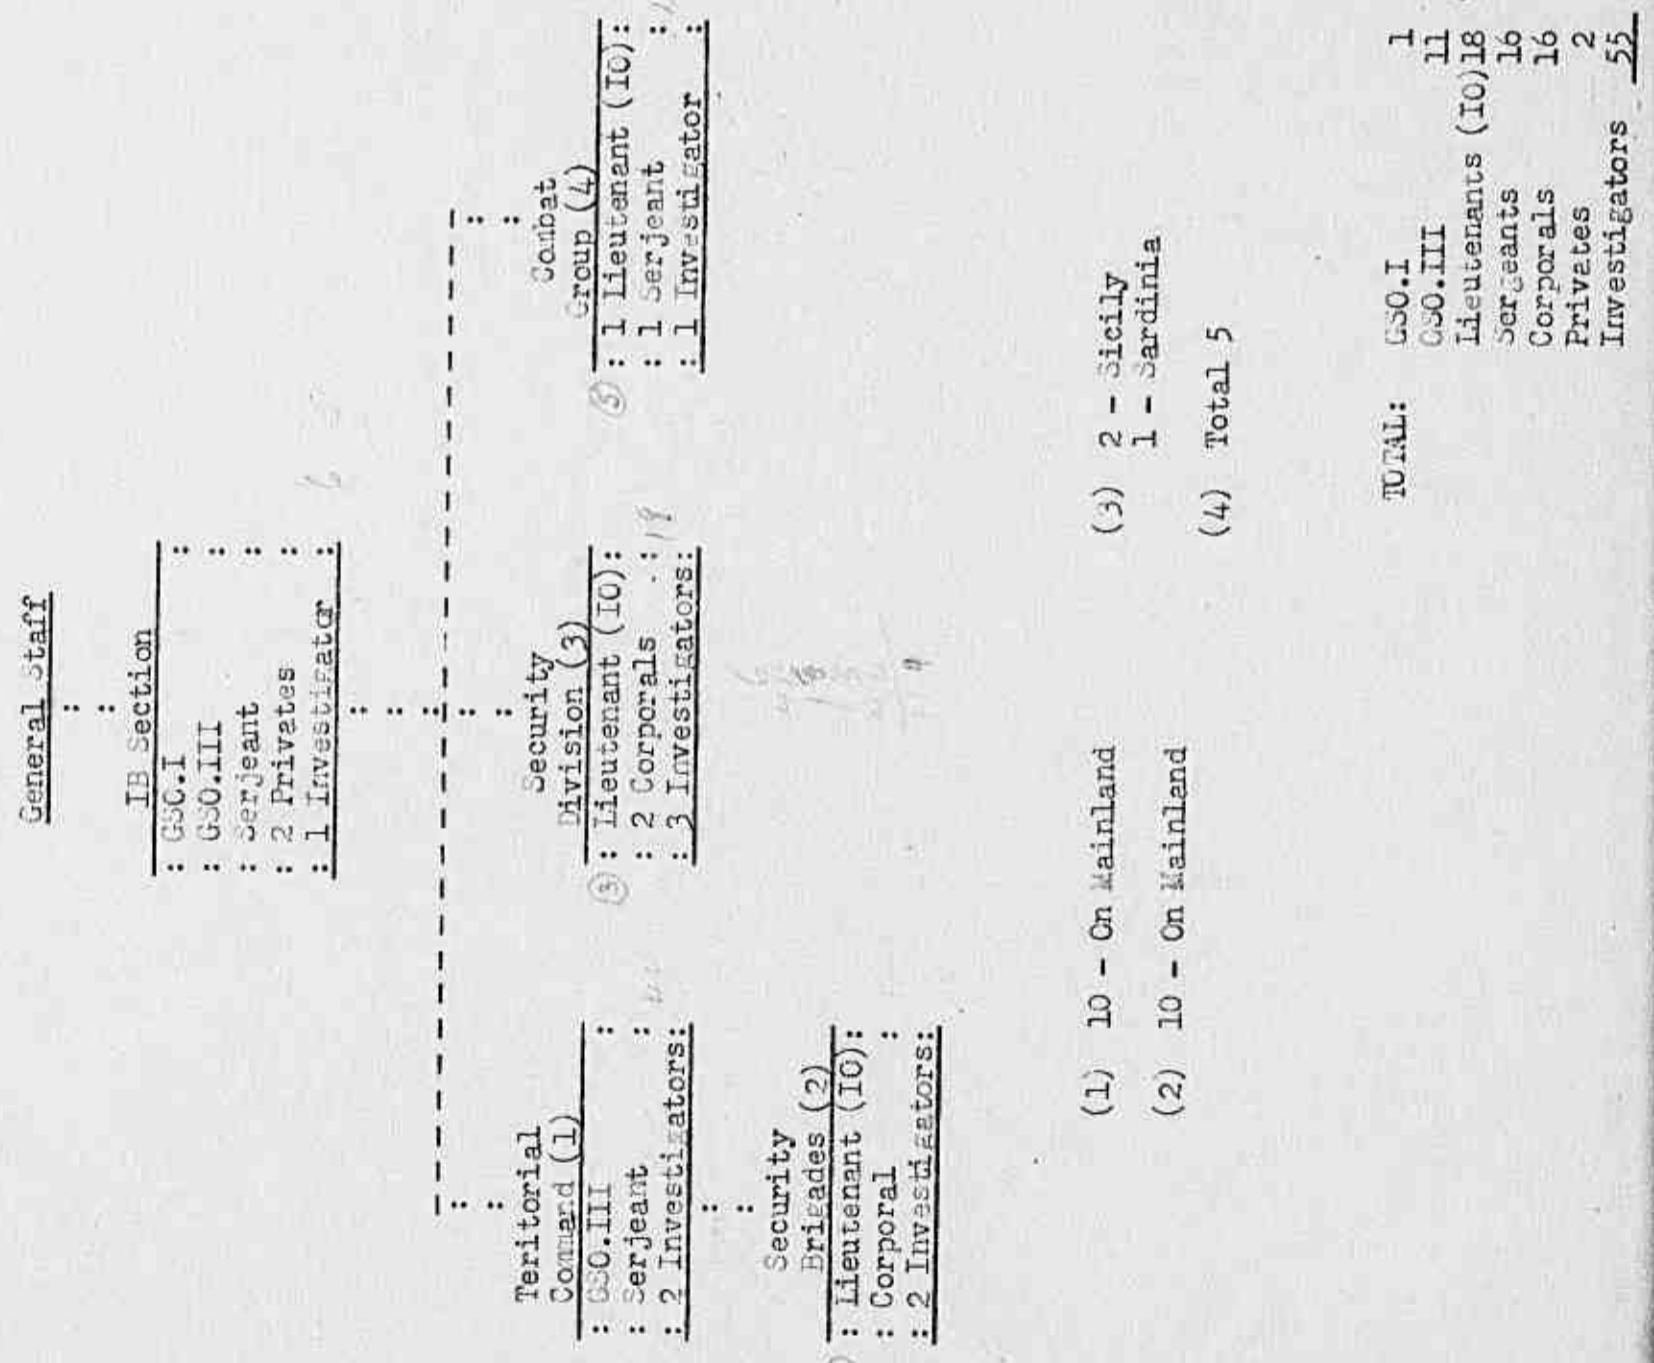 General Staff
:
:
IB Section
: GSO.I :
: GSO.III :
: Serjeant :
: 2 Privates :
: 1 Investigator :
:
:
:
Teritorial
Command (1)
: GSO.III :
: Serjeant :
: 2 Investigators:
:
:
Security
Brigades (2)
: Lieutenant (IO):
: Corporal :
: 2 Investigators:
Security
Division (3)
(3) : Lieutenant (IO):
: 2 Corporals :
: 3 Investigators:
Combat
Group (4)
(5) : 1 Lieutenant (IO):
: 1 Serjeant :
: 1 Investigator :
(1) 10 - On Mainland
(2) 10 - On Mainland
(3) 2 - Sicily
1 - Sardinia
(4) Total 5
TOTAL: GSO.I 1
GSO.III 11
Lieutenants (IO) 18
Sergeants 16
Corporals 16
Privates 2
Investigators 55